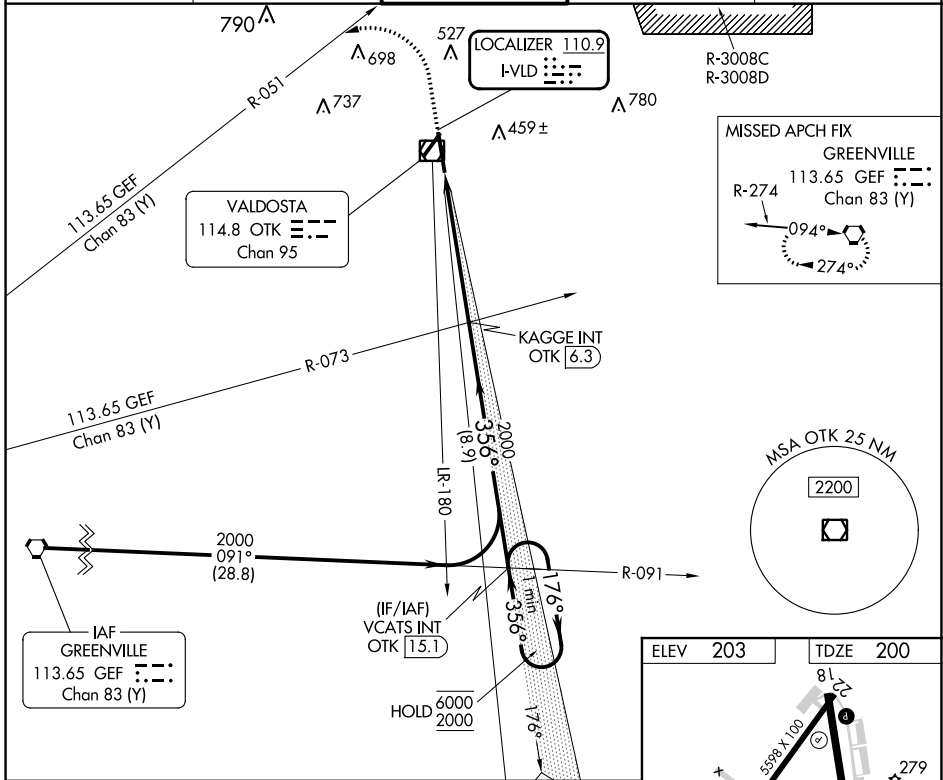 790
698
527
737
780
459 ±
LOCALIZER 110.9
I-VLD
R-3008C
R-3008D
R-051
113.65 GEF
Chan 83 (Y)
MISSED APCH FIX
GREENVILLE
113.65 GEF
Chan 83 (Y)
R-274
094°
274°
VALDOSTA
114.8 OTK
Chan 95
KAGGE INT
OTK 6.3
R-073
113.65 GEF
Chan 83 (Y)
2000
356°
(8.9)
LR-180
MSA OTK 25 NM
2200
2000
091°
(28.8)
R-091
176°
1 min
356°
(IF/IAF)
VCATS INT
OTK 15.1
IAF
GREENVILLE
113.65 GEF
Chan 83 (Y)
HOLD 6000
2000
176°
ELEV 203
TDZE 200
18
22
P
P
5598 X 100
279
x